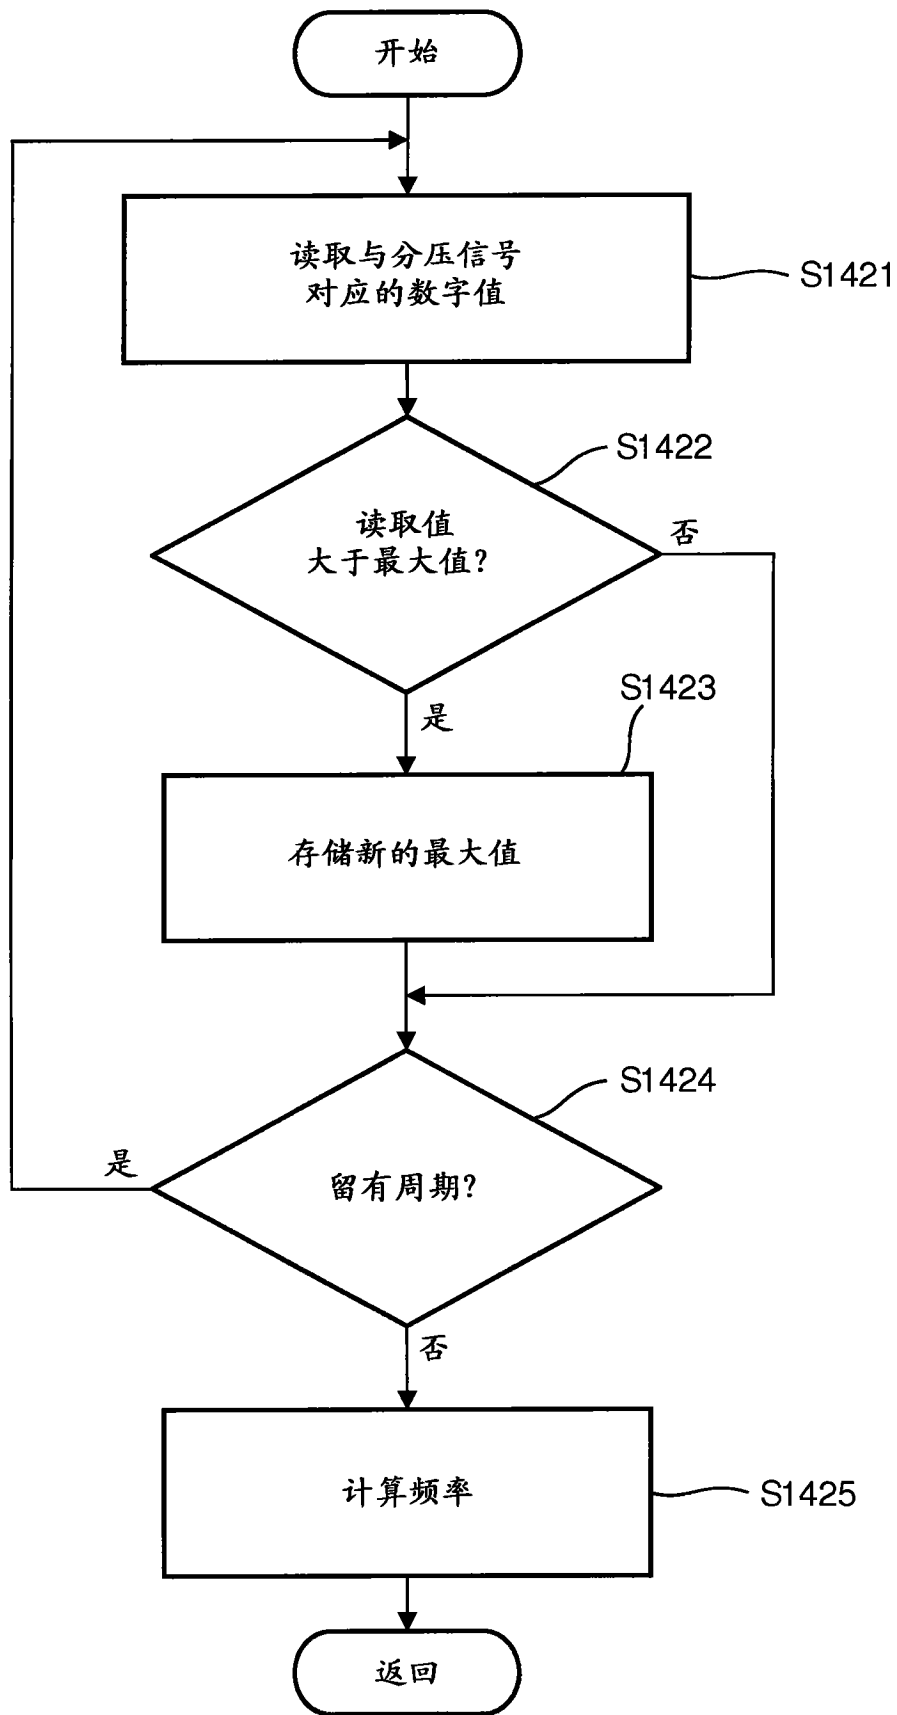 开始
读取与分压信号
对应的数字值
S1421
S1422
读取值
大于最大值?
否
S1423
是
存储新的最大值
S1424
是
留有周期?
否
计算频率
S1425
返回